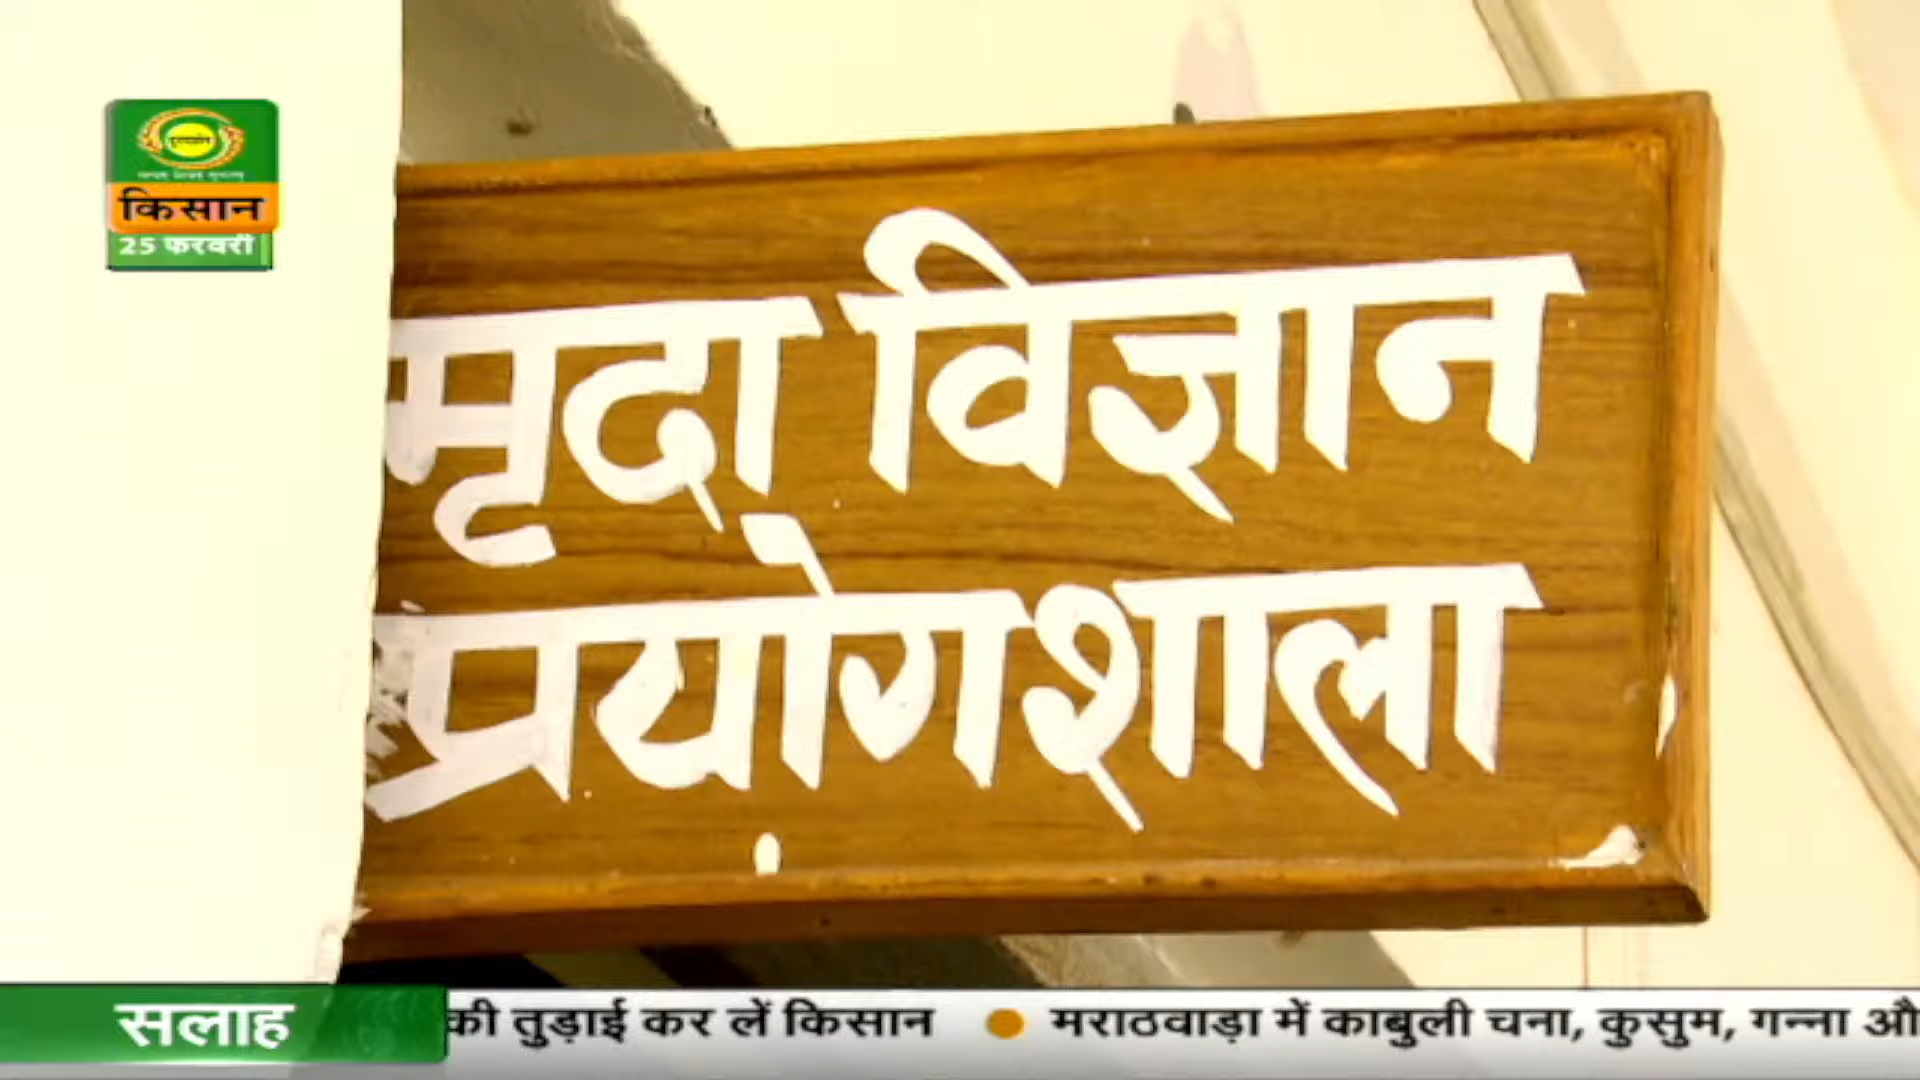 किसान
25 फरवरी
मृदा विज्ञान
प्रयोगशाला
सलाह
की तुड़ाई कर लें किसान
मराठवाड़ा में काबुली चना, कुसुम, गन्ना औ